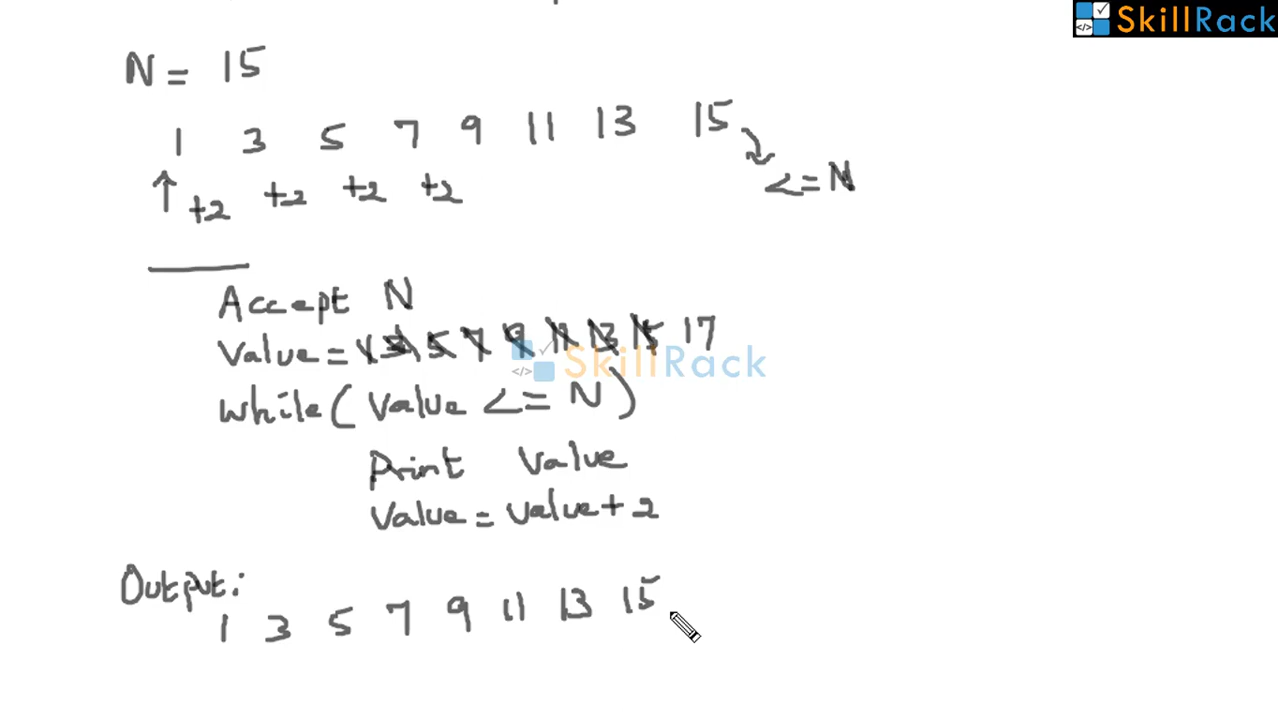 SkillRack
N = 15
1 3 5 7 9 11 13 15
+2 +2 +2 +2 <= N
Accept N
Value = 1 3 5 7 9 11 13 15 17
SkillRack
while ( Value <= N )
Print Value
Value = Value + 2
Output:
1 3 5 7 9 11 13 15